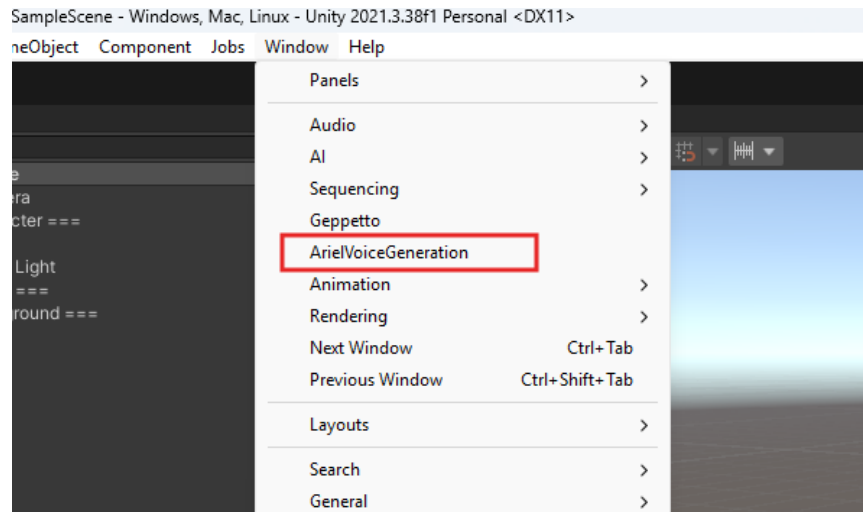 SampleScene - Windows, Mac, Linux - Unity 2021.3.38f1 Personal <DX11>
neObject Component Jobs Window Help
Panels
Audio
AI
Sequencing
Geppetto
ArielVoiceGeneration
Animation
Rendering
Next Window Ctrl+Tab
Previous Window Ctrl+Shift+Tab
Layouts
Search
General
e
era
cter ===
Light
===
round ===